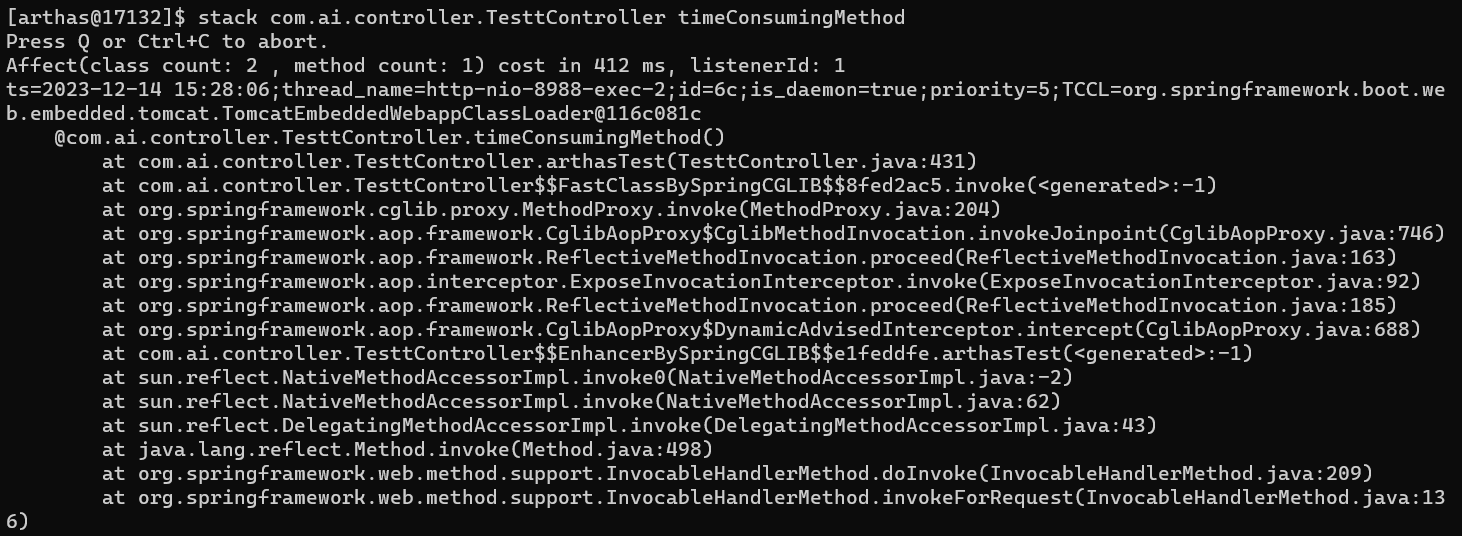 [arthas@17132]$ stack com.ai.controller.TesttController timeConsumingMethod
Press Q or Ctrl+C to abort.
Affect(class count: 2 , method count: 1) cost in 412 ms, listenerId: 1
ts=2023-12-14 15:28:06;thread_name=http-nio-8988-exec-2;id=6c;is_daemon=true;priority=5;TCCL=org.springframework.boot.we
b.embedded.tomcat.TomcatEmbeddedWebappClassLoader@116c081c
    @com.ai.controller.TesttController.timeConsumingMethod()
        at com.ai.controller.TesttController.arthasTest(TesttController.java:431)
        at com.ai.controller.TesttController$$FastClassBySpringCGLIB$$8fed2ac5.invoke(<generated>:-1)
        at org.springframework.cglib.proxy.MethodProxy.invoke(MethodProxy.java:204)
        at org.springframework.aop.framework.CglibAopProxy$CglibMethodInvocation.invokeJoinpoint(CglibAopProxy.java:746)
        at org.springframework.aop.framework.ReflectiveMethodInvocation.proceed(ReflectiveMethodInvocation.java:163)
        at org.springframework.aop.interceptor.ExposeInvocationInterceptor.invoke(ExposeInvocationInterceptor.java:92)
        at org.springframework.aop.framework.ReflectiveMethodInvocation.proceed(ReflectiveMethodInvocation.java:185)
        at org.springframework.aop.framework.CglibAopProxy$DynamicAdvisedInterceptor.intercept(CglibAopProxy.java:688)
        at com.ai.controller.TesttController$$EnhancerBySpringCGLIB$$e1feddfe.arthasTest(<generated>:-1)
        at sun.reflect.NativeMethodAccessorImpl.invoke0(NativeMethodAccessorImpl.java:-2)
        at sun.reflect.NativeMethodAccessorImpl.invoke(NativeMethodAccessorImpl.java:62)
        at sun.reflect.DelegatingMethodAccessorImpl.invoke(DelegatingMethodAccessorImpl.java:43)
        at java.lang.reflect.Method.invoke(Method.java:498)
        at org.springframework.web.method.support.InvocableHandlerMethod.doInvoke(InvocableHandlerMethod.java:209)
        at org.springframework.web.method.support.InvocableHandlerMethod.invokeForRequest(InvocableHandlerMethod.java:13
6)